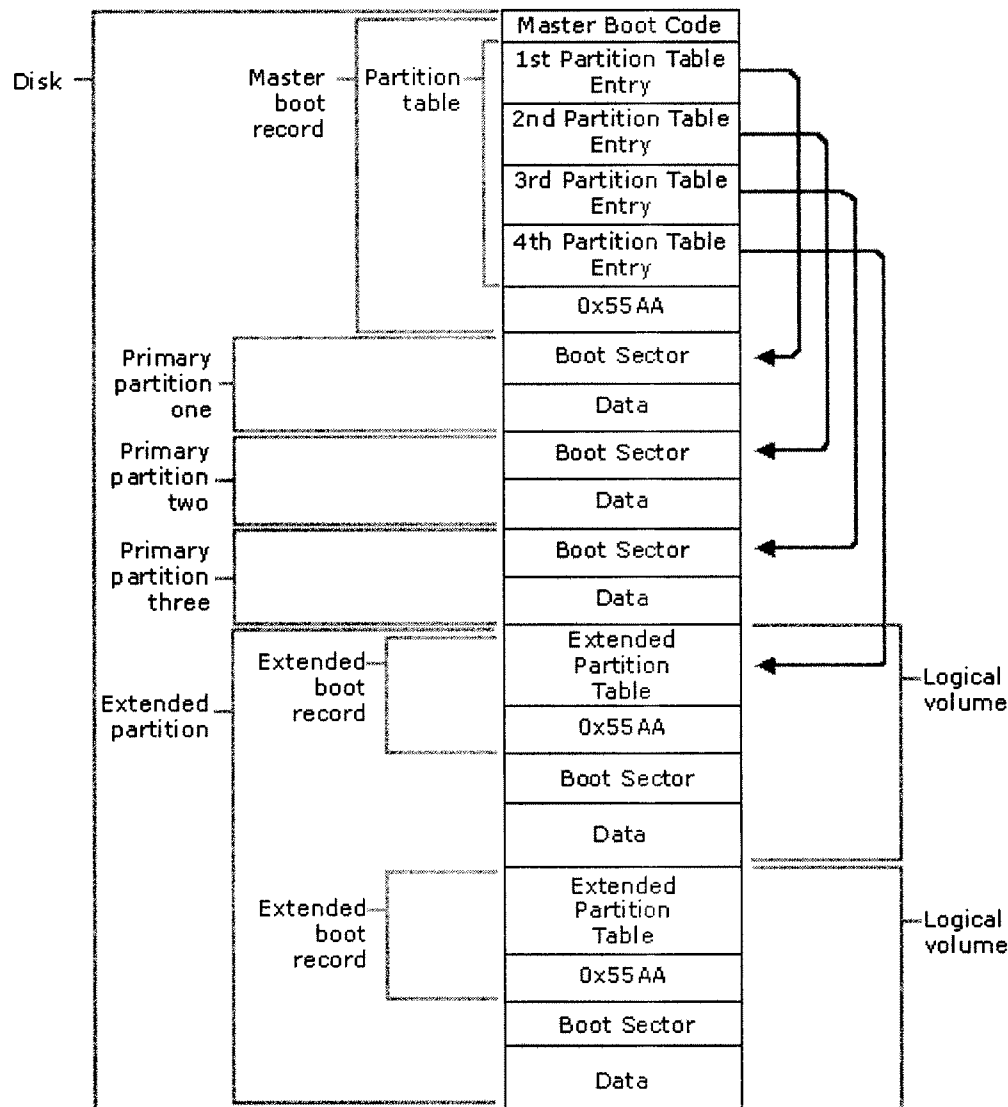 Master Boot Code
Disk
Master
boot
record
Partition
table
1st Partition Table
Entry
2nd Partition Table
Entry
3rd Partition Table
Entry
4th Partition Table
Entry
0x55AA
Primary
partition
one
Boot Sector
Data
Primary
partition
two
Boot Sector
Data
Primary
partition
three
Boot Sector
Data
Extended
partition
Extended
boot
record
Extended
Partition
Table
0x55AA
Boot Sector
Data
Logical
volume
Extended
boot
record
Extended
Partition
Table
0x55AA
Boot Sector
Data
Logical
volume